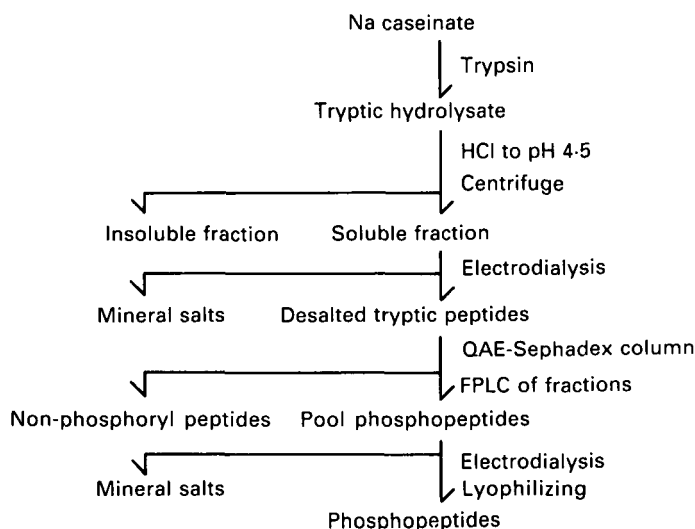 Na caseinate
Trypsin
Tryptic hydrolysate
HCl to pH 4·5
Centrifuge
Insoluble fraction
Soluble fraction
Electrodialysis
Mineral salts
Desalted tryptic peptides
QAE-Sephadex column
FPLC of fractions
Non-phosphoryl peptides
Pool phosphopeptides
Electrodialysis
Mineral salts
Lyophilizing
Phosphopeptides